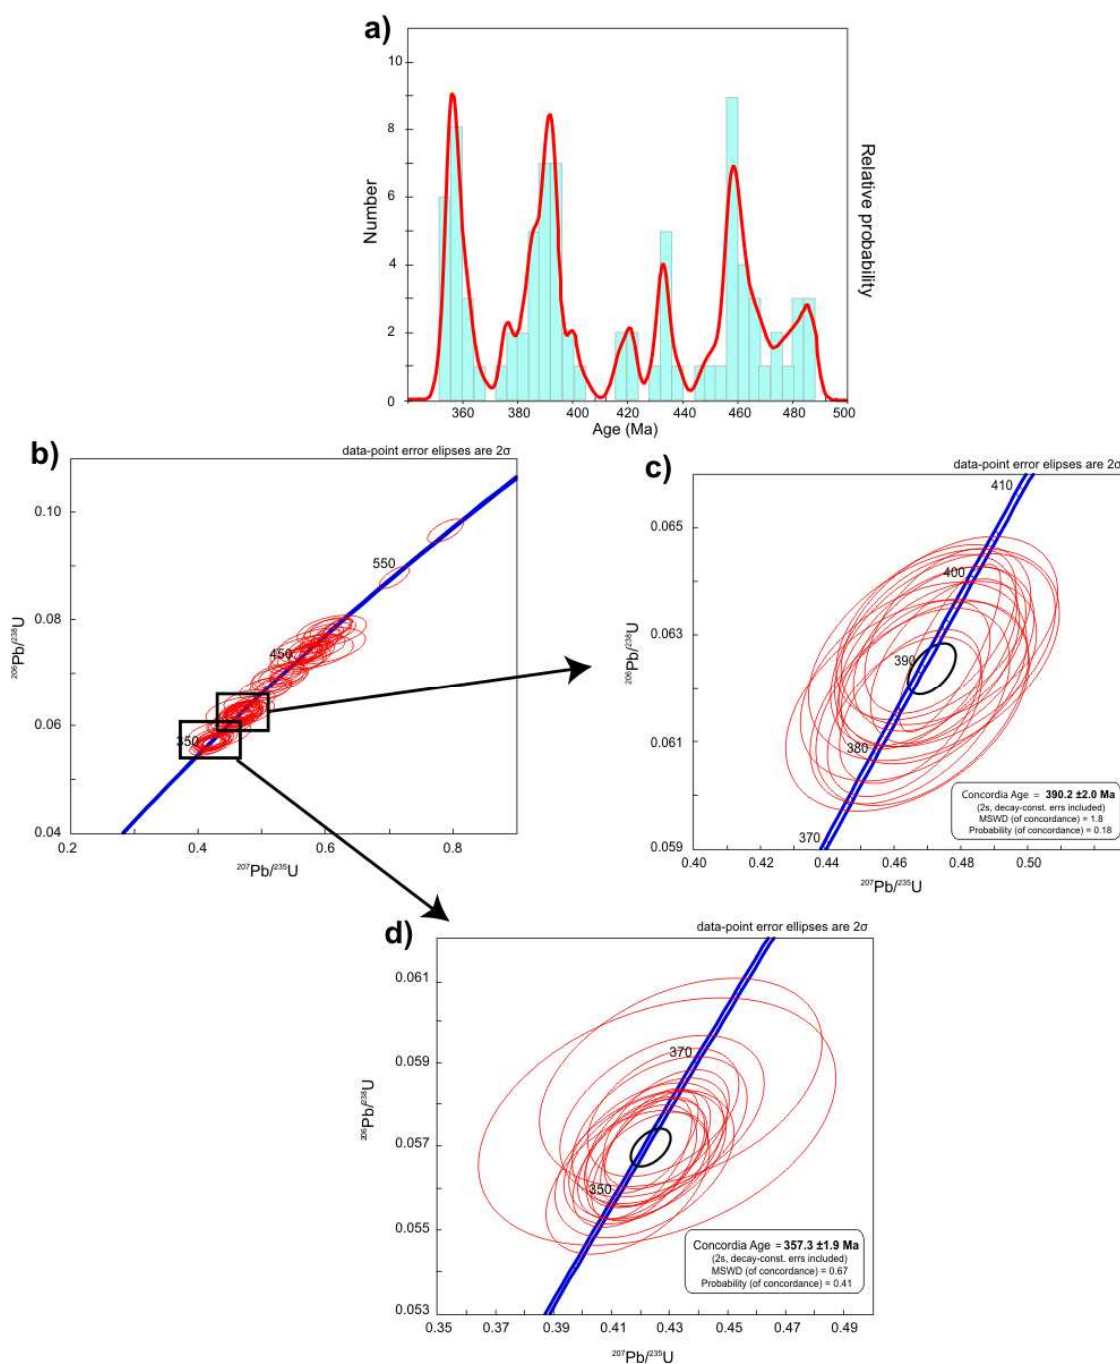 a)
10
8
6
4
2
0
Number
Relative probability
360
380
400
420
440
460
480
500
Age (Ma)
b)
data-point error elipses are 2σ
0.10
0.08
0.06
0.04
550
450
350
206Pb/238U
0.2
0.4
0.6
0.8
207Pb/235U
c)
data-point error elipses are 2σ
0.065
0.063
0.061
0.059
206Pb/238U
410
400
390
380
370
Concordia Age = 390.2 ±2.0 Ma
(2s, decay-const. errs included)
MSWD (of concordance) = 1.8
Probability (of concordance) = 0.18
0.40
0.42
0.44
0.46
0.48
0.50
207Pb/235U
d)
data-point error ellipses are 2σ
0.061
0.059
0.057
0.055
0.053
206Pb/238U
370
350
Concordia Age = 357.3 ±1.9 Ma
(2s, decay-const. errs included)
MSWD (of concordance) = 0.67
Probability (of concordance) = 0.41
0.35
0.37
0.39
0.41
0.43
0.45
0.47
0.49
207Pb/235U